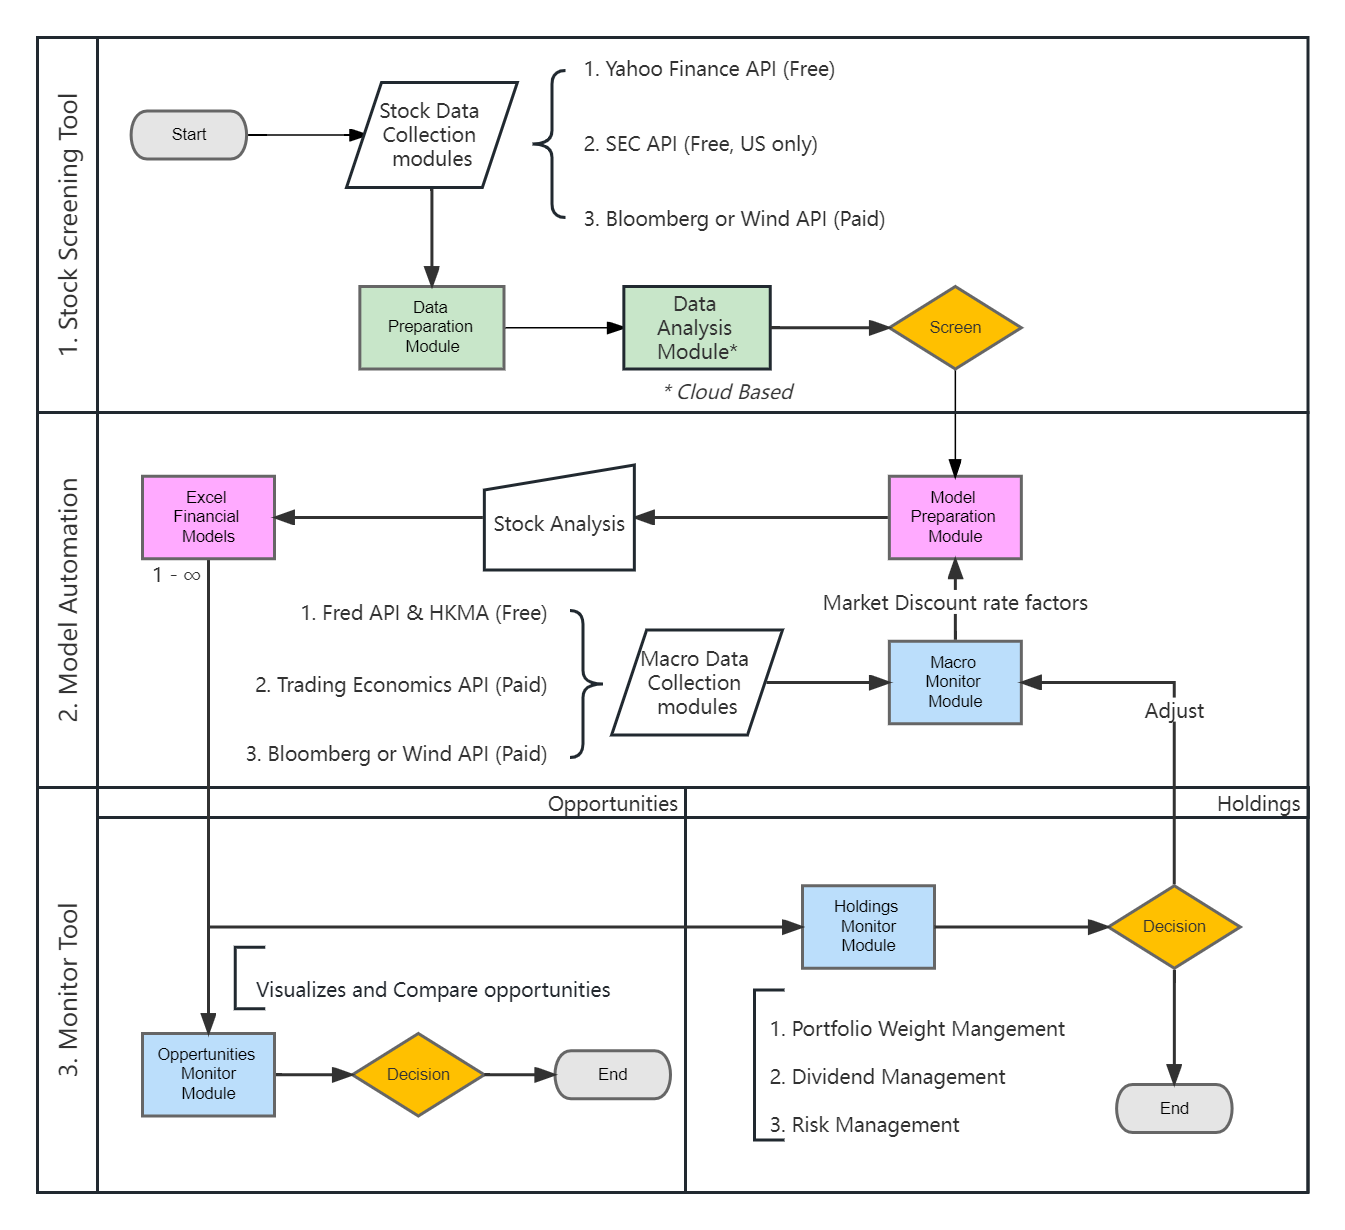 1. Stock Screening Tool
Start
Stock Data
Collection
modules
1. Yahoo Finance API (Free)
2. SEC API (Free, US only)
3. Bloomberg or Wind API (Paid)
Data
Preparation
Module
Data
Analysis
Module*
* Cloud Based
Screen
2. Model Automation
Excel
Financial
Models
1 - ∞
Stock Analysis
Model
Preparation
Module
Market Discount rate factors
1. Fred API & HKMA (Free)
2. Trading Economics API (Paid)
3. Bloomberg or Wind API (Paid)
Macro Data
Collection
modules
Macro
Monitor
Module
Adjust
3. Monitor Tool
Opportunities
Holdings
Visualizes and Compare opportunities
Oppertunities
Monitor
Module
Decision
End
Holdings
Monitor
Module
Decision
1. Portfolio Weight Mangement
2. Dividend Management
3. Risk Management
End